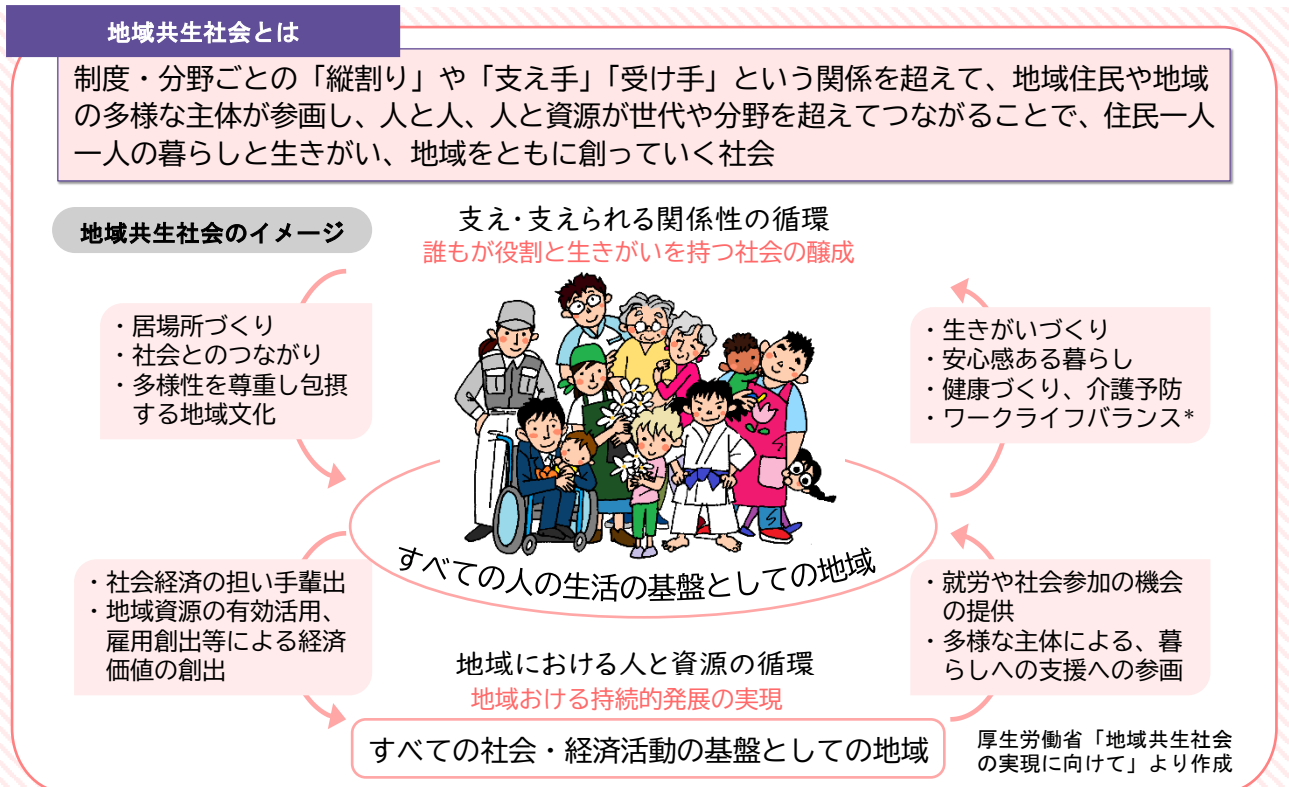 地域共生社会とは
制度・分野ごとの「縦割り」や「支え手」「受け手」という関係を超えて、地域住民や地域
の多様な主体が参画し、人と人、人と資源が世代や分野を超えてつながることで、住民一人
一人の暮らしと生きがい、地域をともに創っていく社会
地域共生社会のイメージ
支え・支えられる関係性の循環
誰もが役割と生きがいを持つ社会の醸成
・居場所づくり
・社会とのつながり
・多様性を尊重し包摂
する地域文化
・生きがいづくり
・安心感ある暮らし
・健康づくり、介護予防
・ワークライフバランス*
すべての人の生活の基盤としての地域
・社会経済の担い手輩出
・地域資源の有効活用、
雇用創出等による経済
価値の創出
・就労や社会参加の機会
の提供
・多様な主体による、暮
らしへの支援への参画
地域における人と資源の循環
地域おける持続的発展の実現
すべての社会・経済活動の基盤としての地域
厚生労働省「地域共生社会
の実現に向けて」より作成